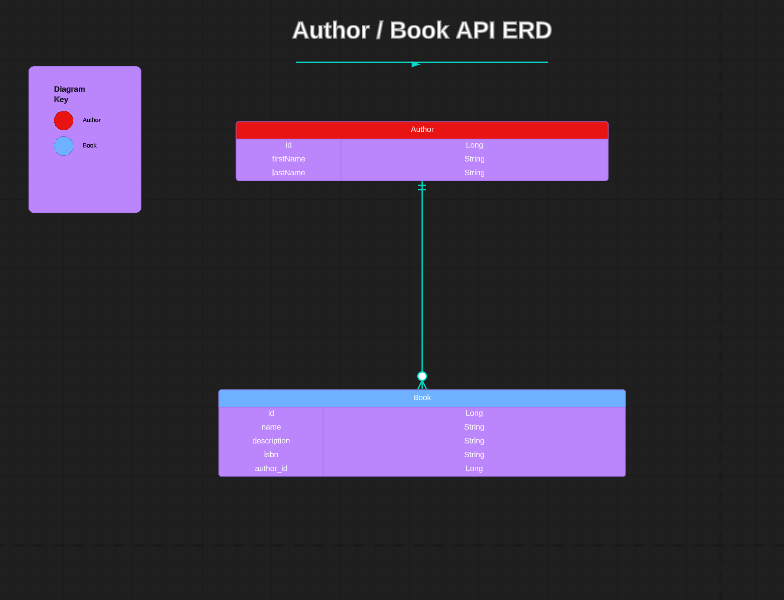 Author / Book API ERD
Diagram
Key
Author
Book
Author
id Long
firstName String
lastName String
Book
id Long
name String
description String
isbn String
author_id Long